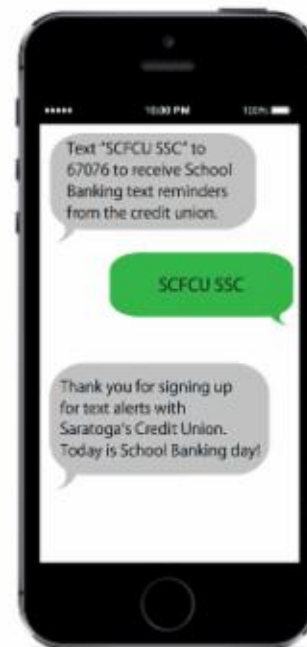 10:00 PM 100%
Text "SCFCU SSC" to
67076 to receive School
Banking text reminders
from the credit union.
SCFCU SSC
Thank you for signing up
for text alerts with
Saratoga's Credit Union.
Today is School Banking day!